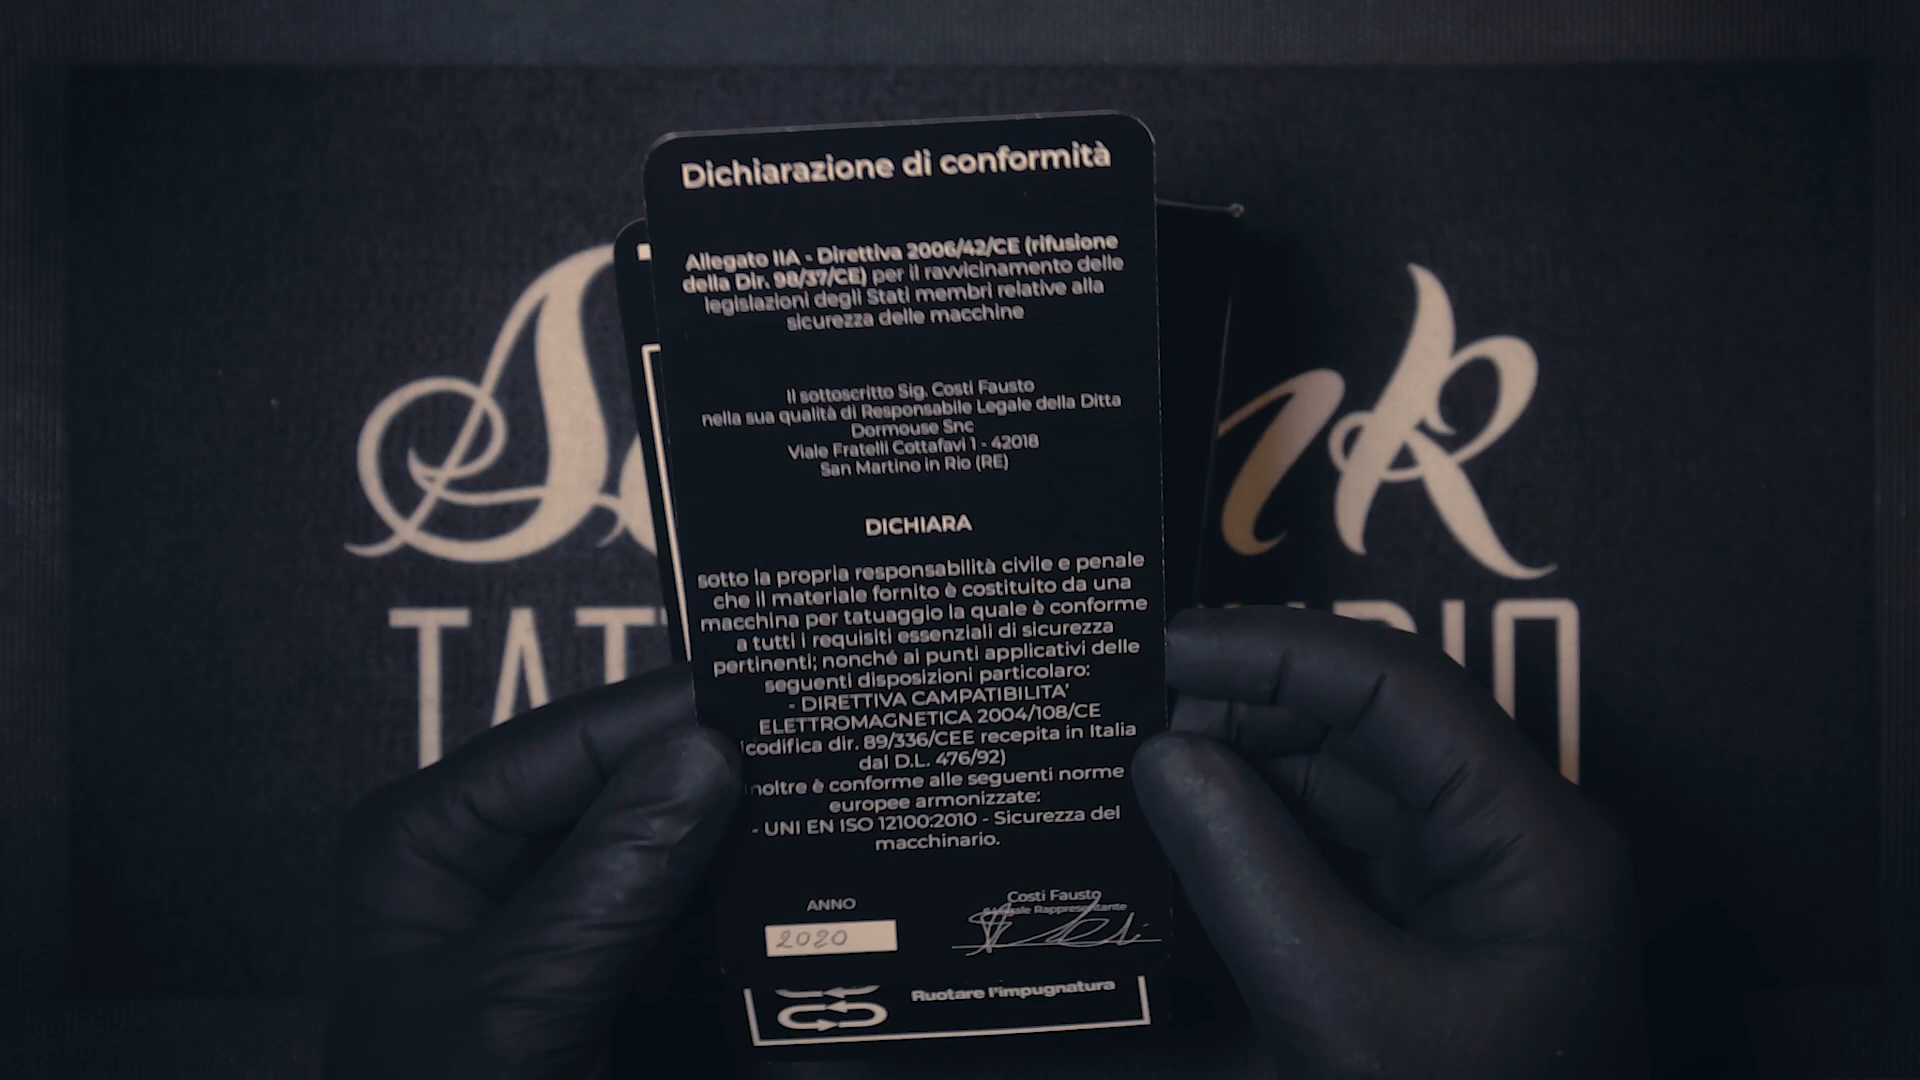 Dichiarazione di conformità
Allegato IIA - Direttiva 2006/42/CE (rifusione
della Dir. 98/37/CE) per il ravvicinamento delle
legislazioni degli Stati membri relative alla
sicurezza delle macchine
Il sottoscritto Sig. Costi Fausto
nella sua qualità di Responsabile Legale della Ditta
Dormouse Snc
Viale Fratelli Cottafavi 1 - 42018
San Martino in Rio (RE)
DICHIARA
sotto la propria responsabilità civile e penale
che il materiale fornito è costituito da una
macchina per tatuaggio la quale è conforme
a tutti i requisiti essenziali di sicurezza
pertinenti; nonché ai punti applicativi delle
seguenti disposizioni particolaro:
- DIRETTIVA CAMPATIBILITA'
ELETTROMAGNETICA 2004/108/CE
(codifica dir. 89/336/CEE recepita in Italia
dal D.L. 476/92)
Inoltre è conforme alle seguenti norme
europee armonizzate:
- UNI EN ISO 12100:2010 - Sicurezza del
macchinario.
ANNO
2020
Costi Fausto
Legale Rappresentante
Ruotare l'impugnatura